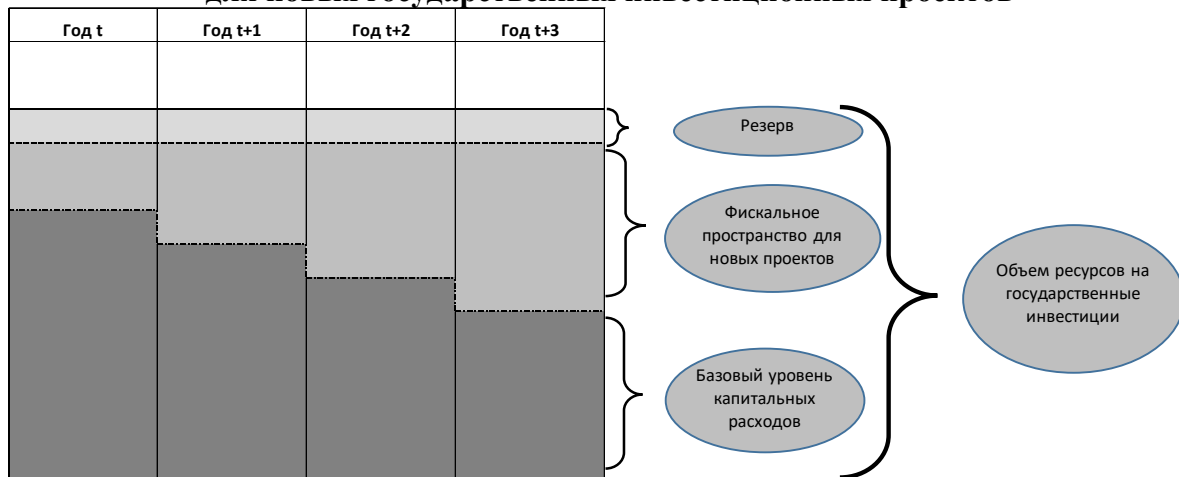 для новых государственных инвестиционных проектов
Год t
Год t+1
Год t+2
Год t+3
Резерв
Фискальное
пространство для
новых проектов
Базовый уровень
капитальных
расходов
Объем ресурсов на
государственные
инвестиции